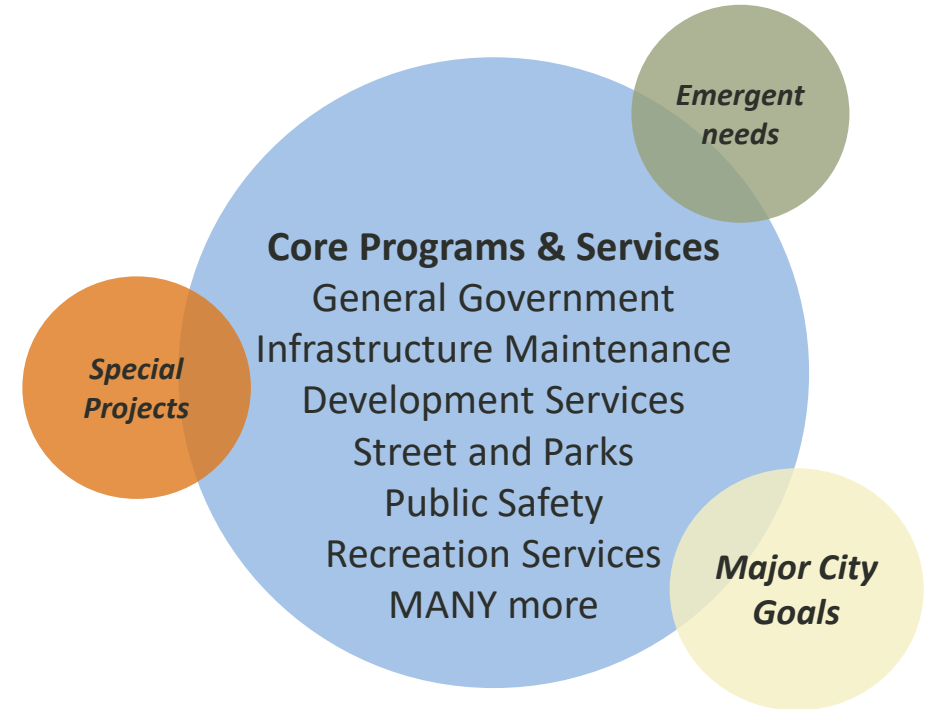 Emergent
needs
Core Programs & Services
General Government
Infrastructure Maintenance
Development Services
Street and Parks
Public Safety
Recreation Services
MANY more
Special
Projects
Major City
Goals